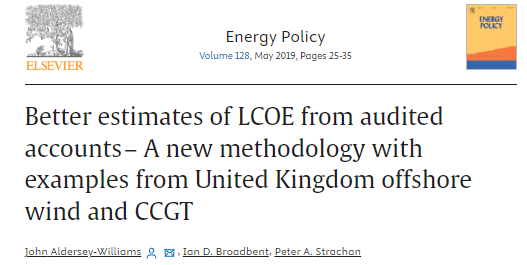 Energy Policy
ENERGY
POLICY
Volume 128, May 2019, Pages 25-35
ELSEVIER
Better estimates of LCOE from audited
accounts– A new methodology with
examples from United Kingdom offshore
wind and CCGT
John Aldersey-Williams, Ian D. Broadbent, Peter A. Strachan